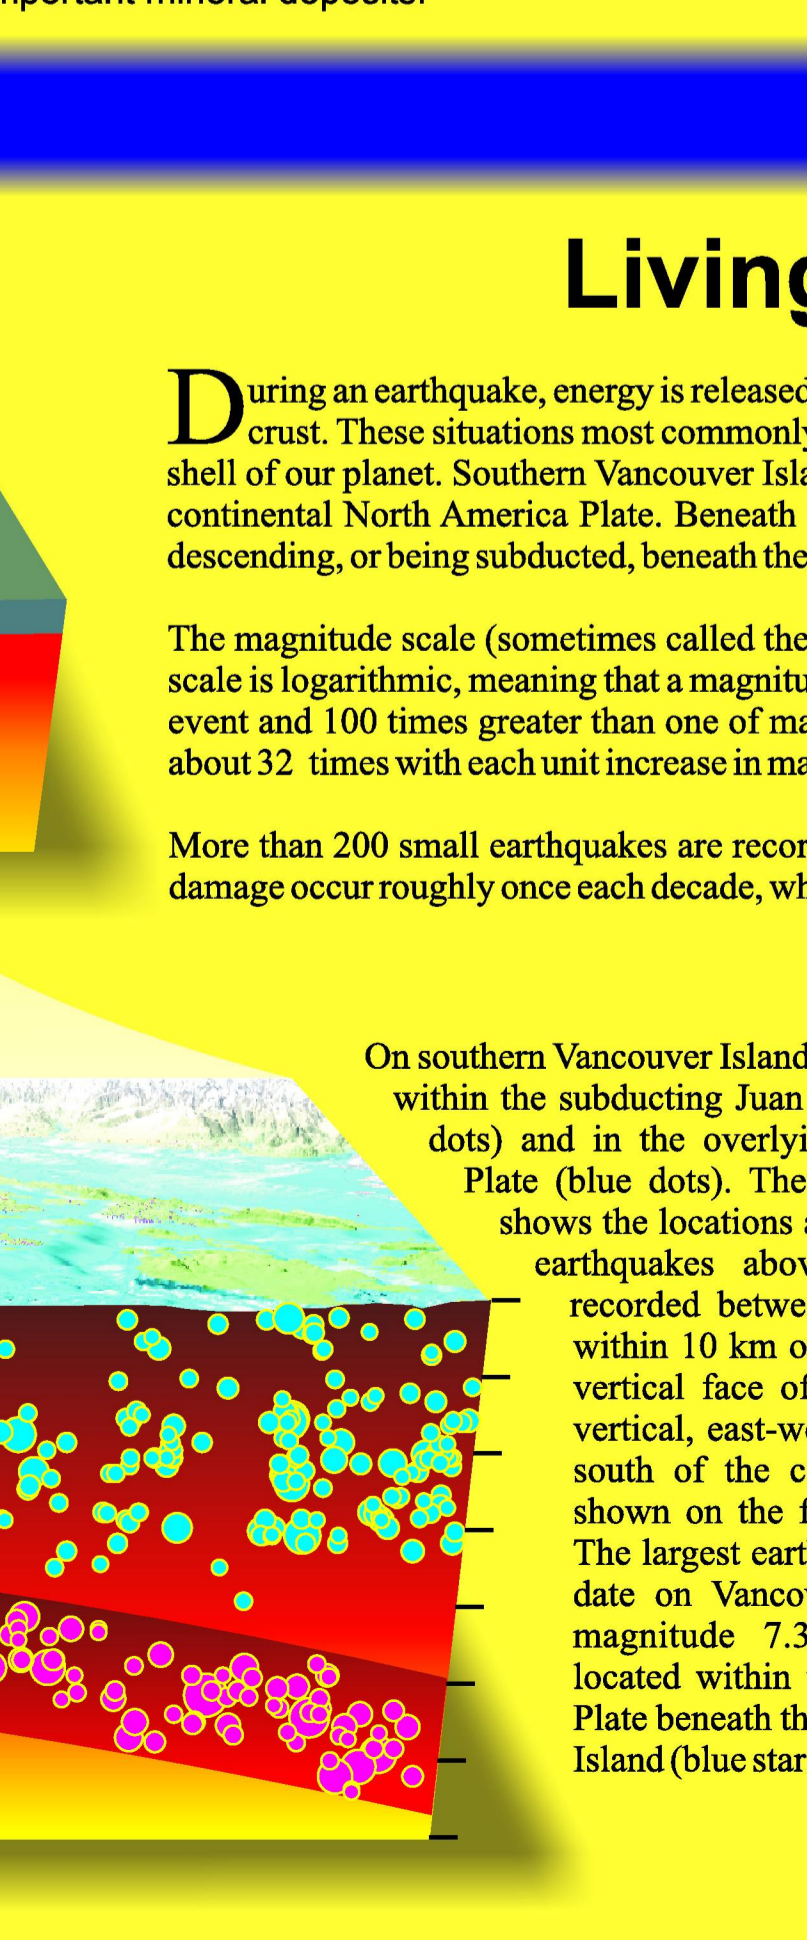 important mineral deposits.
Living
During an earthquake, energy is released
crust. These situations most commonly
shell of our planet. Southern Vancouver Isla
continental North America Plate. Beneath
descending, or being subducted, beneath the
The magnitude scale (sometimes called the
scale is logarithmic, meaning that a magnitu
event and 100 times greater than one of ma
about 32 times with each unit increase in ma
More than 200 small earthquakes are recor
damage occur roughly once each decade, wh
On southern Vancouver Island
within the subducting Juan
dots) and in the overlyi
Plate (blue dots). The
shows the locations a
earthquakes abov
recorded betwe
within 10 km o
vertical face of
vertical, east-we
south of the c
shown on the f
The largest eart
date on Vancou
magnitude 7.3
located within
Plate beneath th
Island (blue star